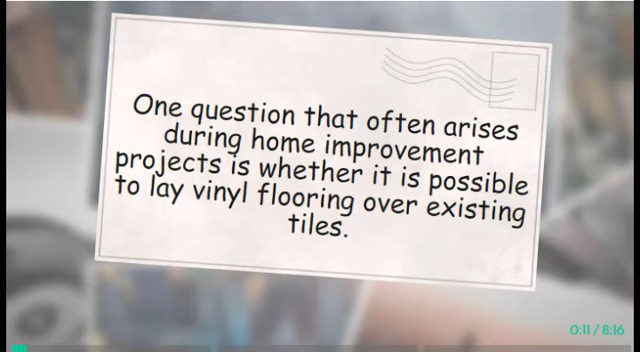 One question that often arises
during home improvement
projects is whether it is possible
to lay vinyl flooring over existing
tiles.
0:11 / 8:16